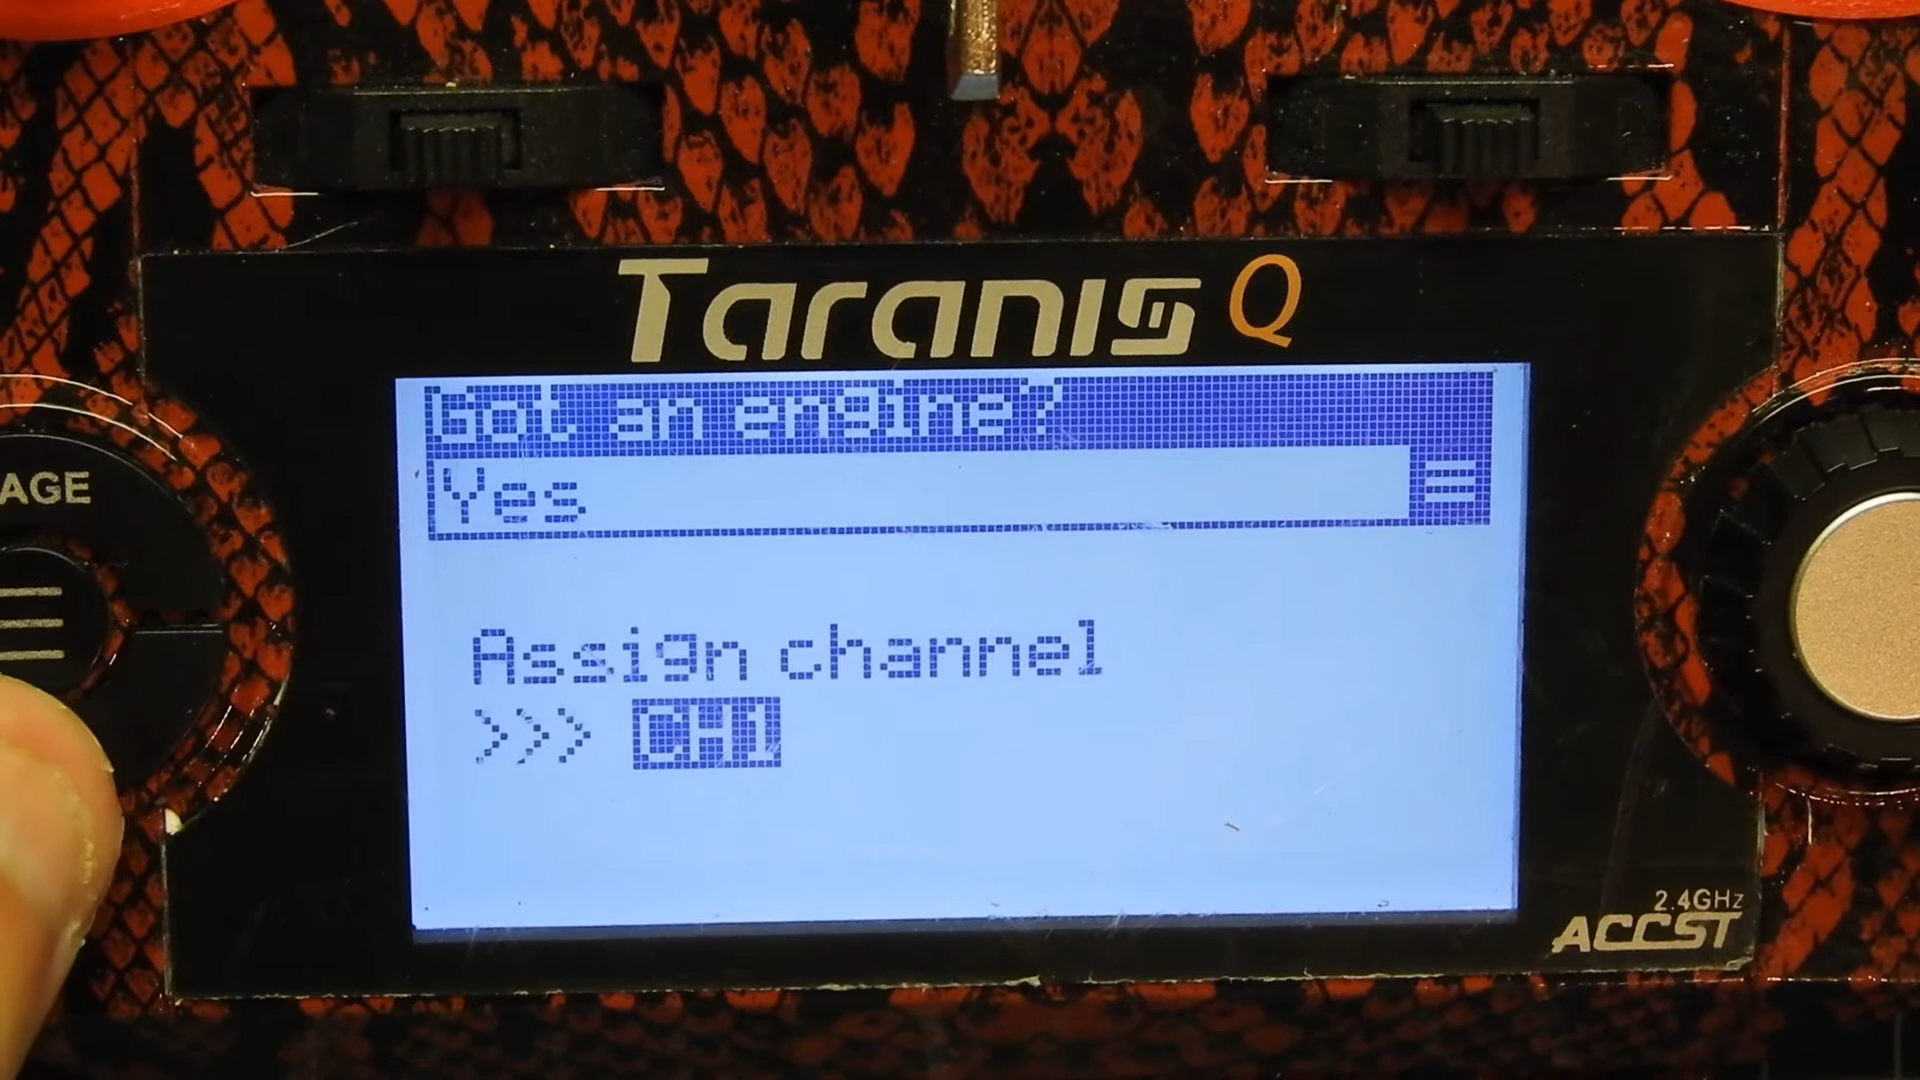 Taranis Q
Got an engine?
Yes
AGE
Assign channel
>>> CH1
2.4GHz
ACCST